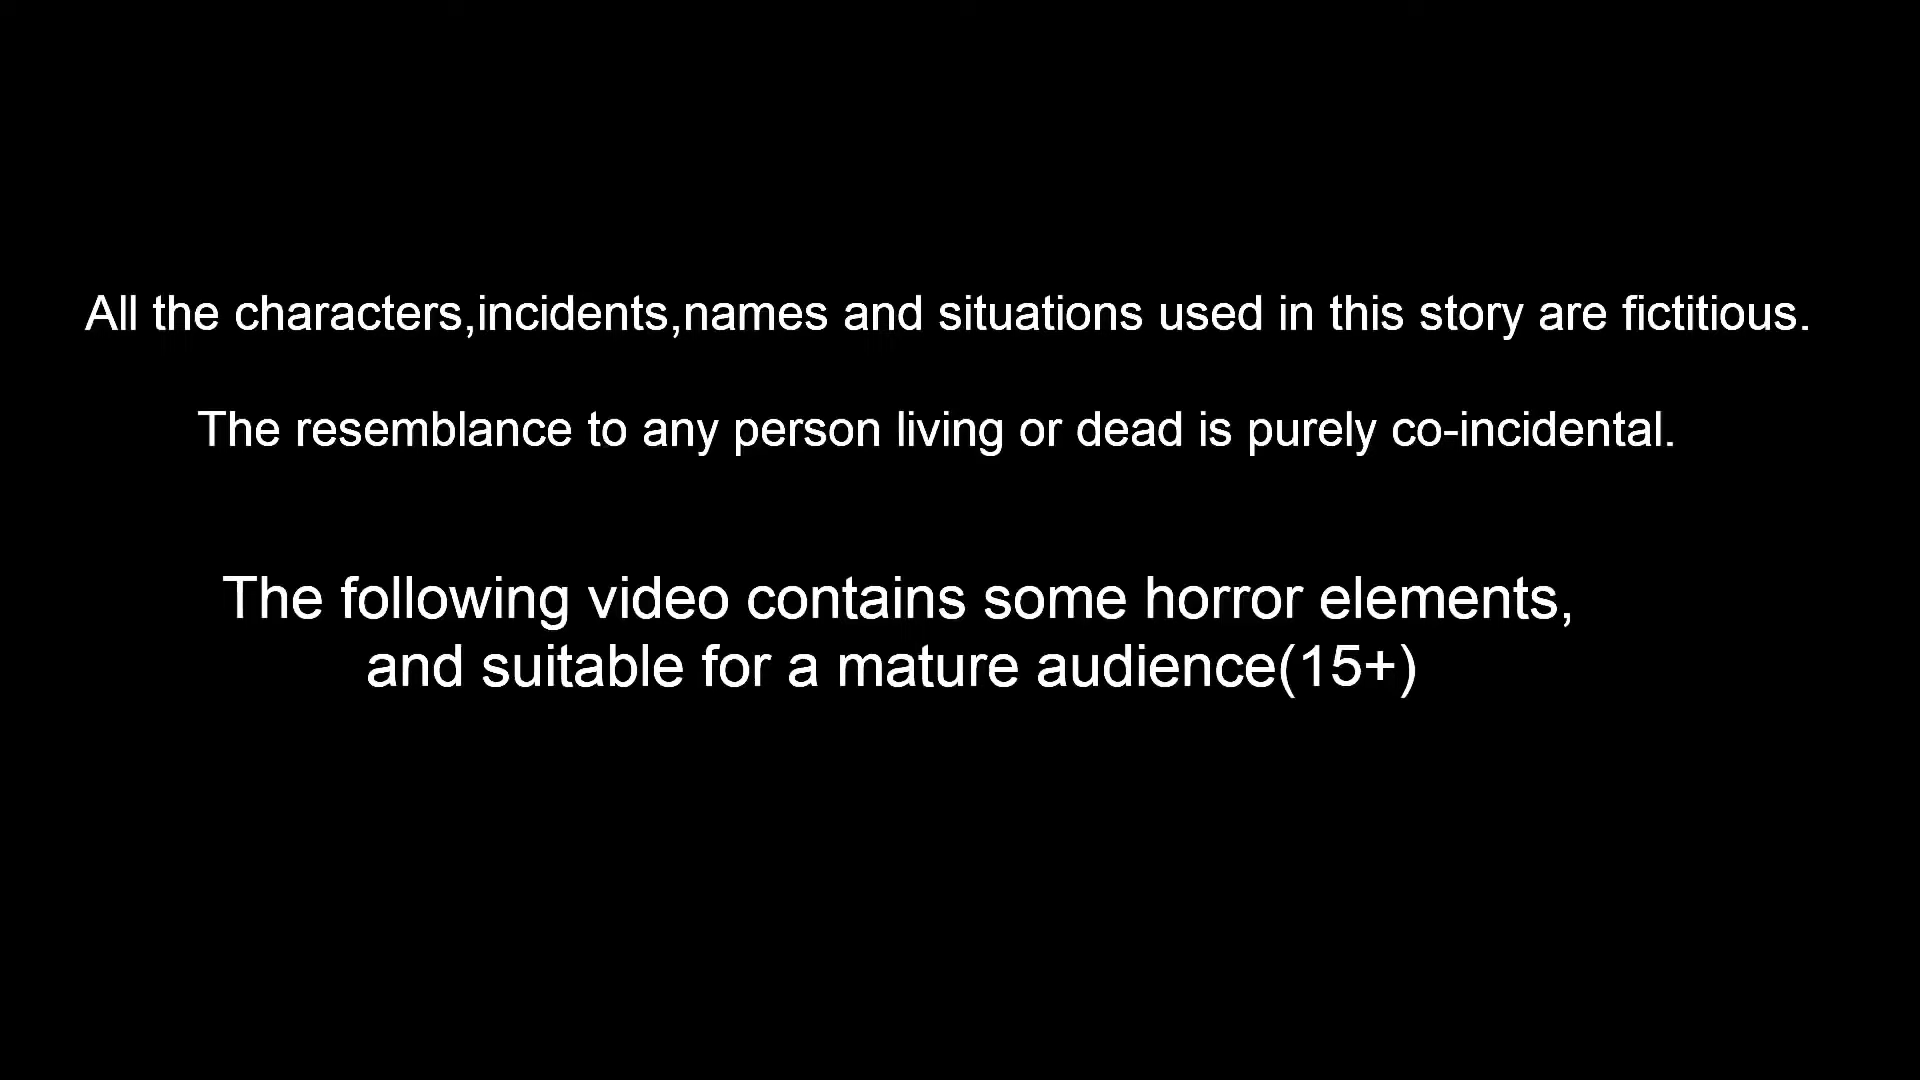 All the characters,incidents,names and situations used in this story are fictitious.
The resemblance to any person living or dead is purely co-incidental.
The following video contains some horror elements,
and suitable for a mature audience(15+)